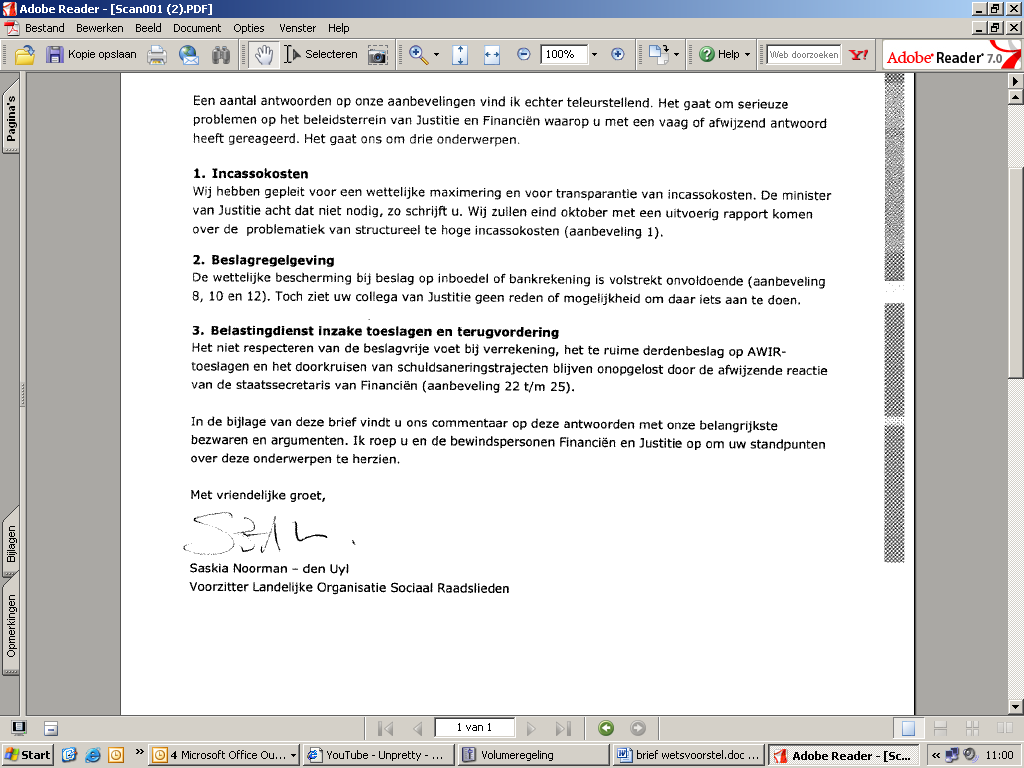 Adobe Reader - [Scan001 (2).PDF]
Bestand Bewerken Beeld Document Opties Venster Help
Kopie opslaan Selecteren 100% Help Web doorzoeken Y! Adobe® Reader® 7.0
Pagina's
Een aantal antwoorden op onze aanbevelingen vind ik echter teleurstellend. Het gaat om serieuze
problemen op het beleidsterrein van Justitie en Financiën waarop u met een vaag of afwijzend antwoord
heeft gereageerd. Het gaat ons om drie onderwerpen.
1. Incassokosten
Wij hebben gepleit voor een wettelijke maximering en voor transparantie van incassokosten. De minister
van Justitie acht dat niet nodig, zo schrijft u. Wij zullen eind oktober met een uitvoerig rapport komen
over de problematiek van structureel te hoge incassokosten (aanbeveling 1).
2. Beslagregelgeving
De wettelijke bescherming bij beslag op inboedel of bankrekening is volstrekt onvoldoende (aanbeveling
8, 10 en 12). Toch ziet uw collega van Justitie geen reden of mogelijkheid om daar iets aan te doen.
3. Belastingdienst inzake toeslagen en terugvordering
Het niet respecteren van de beslagvrije voet bij verrekening, het te ruime derdenbeslag op AWIR-
toeslagen en het doorkruisen van schuldsaneringstrajecten blijven onopgelost door de afwijzende reactie
van de staatssecretaris van Financiën (aanbeveling 22 t/m 25).
In de bijlage van deze brief vindt u ons commentaar op deze antwoorden met onze belangrijkste
bezwaren en argumenten. Ik roep u en de bewindspersonen Financiën en Justitie op om uw standpunten
over deze onderwerpen te herzien.
Met vriendelijke groet,
Saskia Noorman – den Uyl
Voorzitter Landelijke Organisatie Sociaal Raadslieden
Bijlagen
Opmerkingen
1 van 1
Start » 4 Microsoft Office Ou... YouTube - Unpretty - ... Volumeregeling brief wetsvoorstel.doc ... Adobe Reader - [Sc... « 11:00